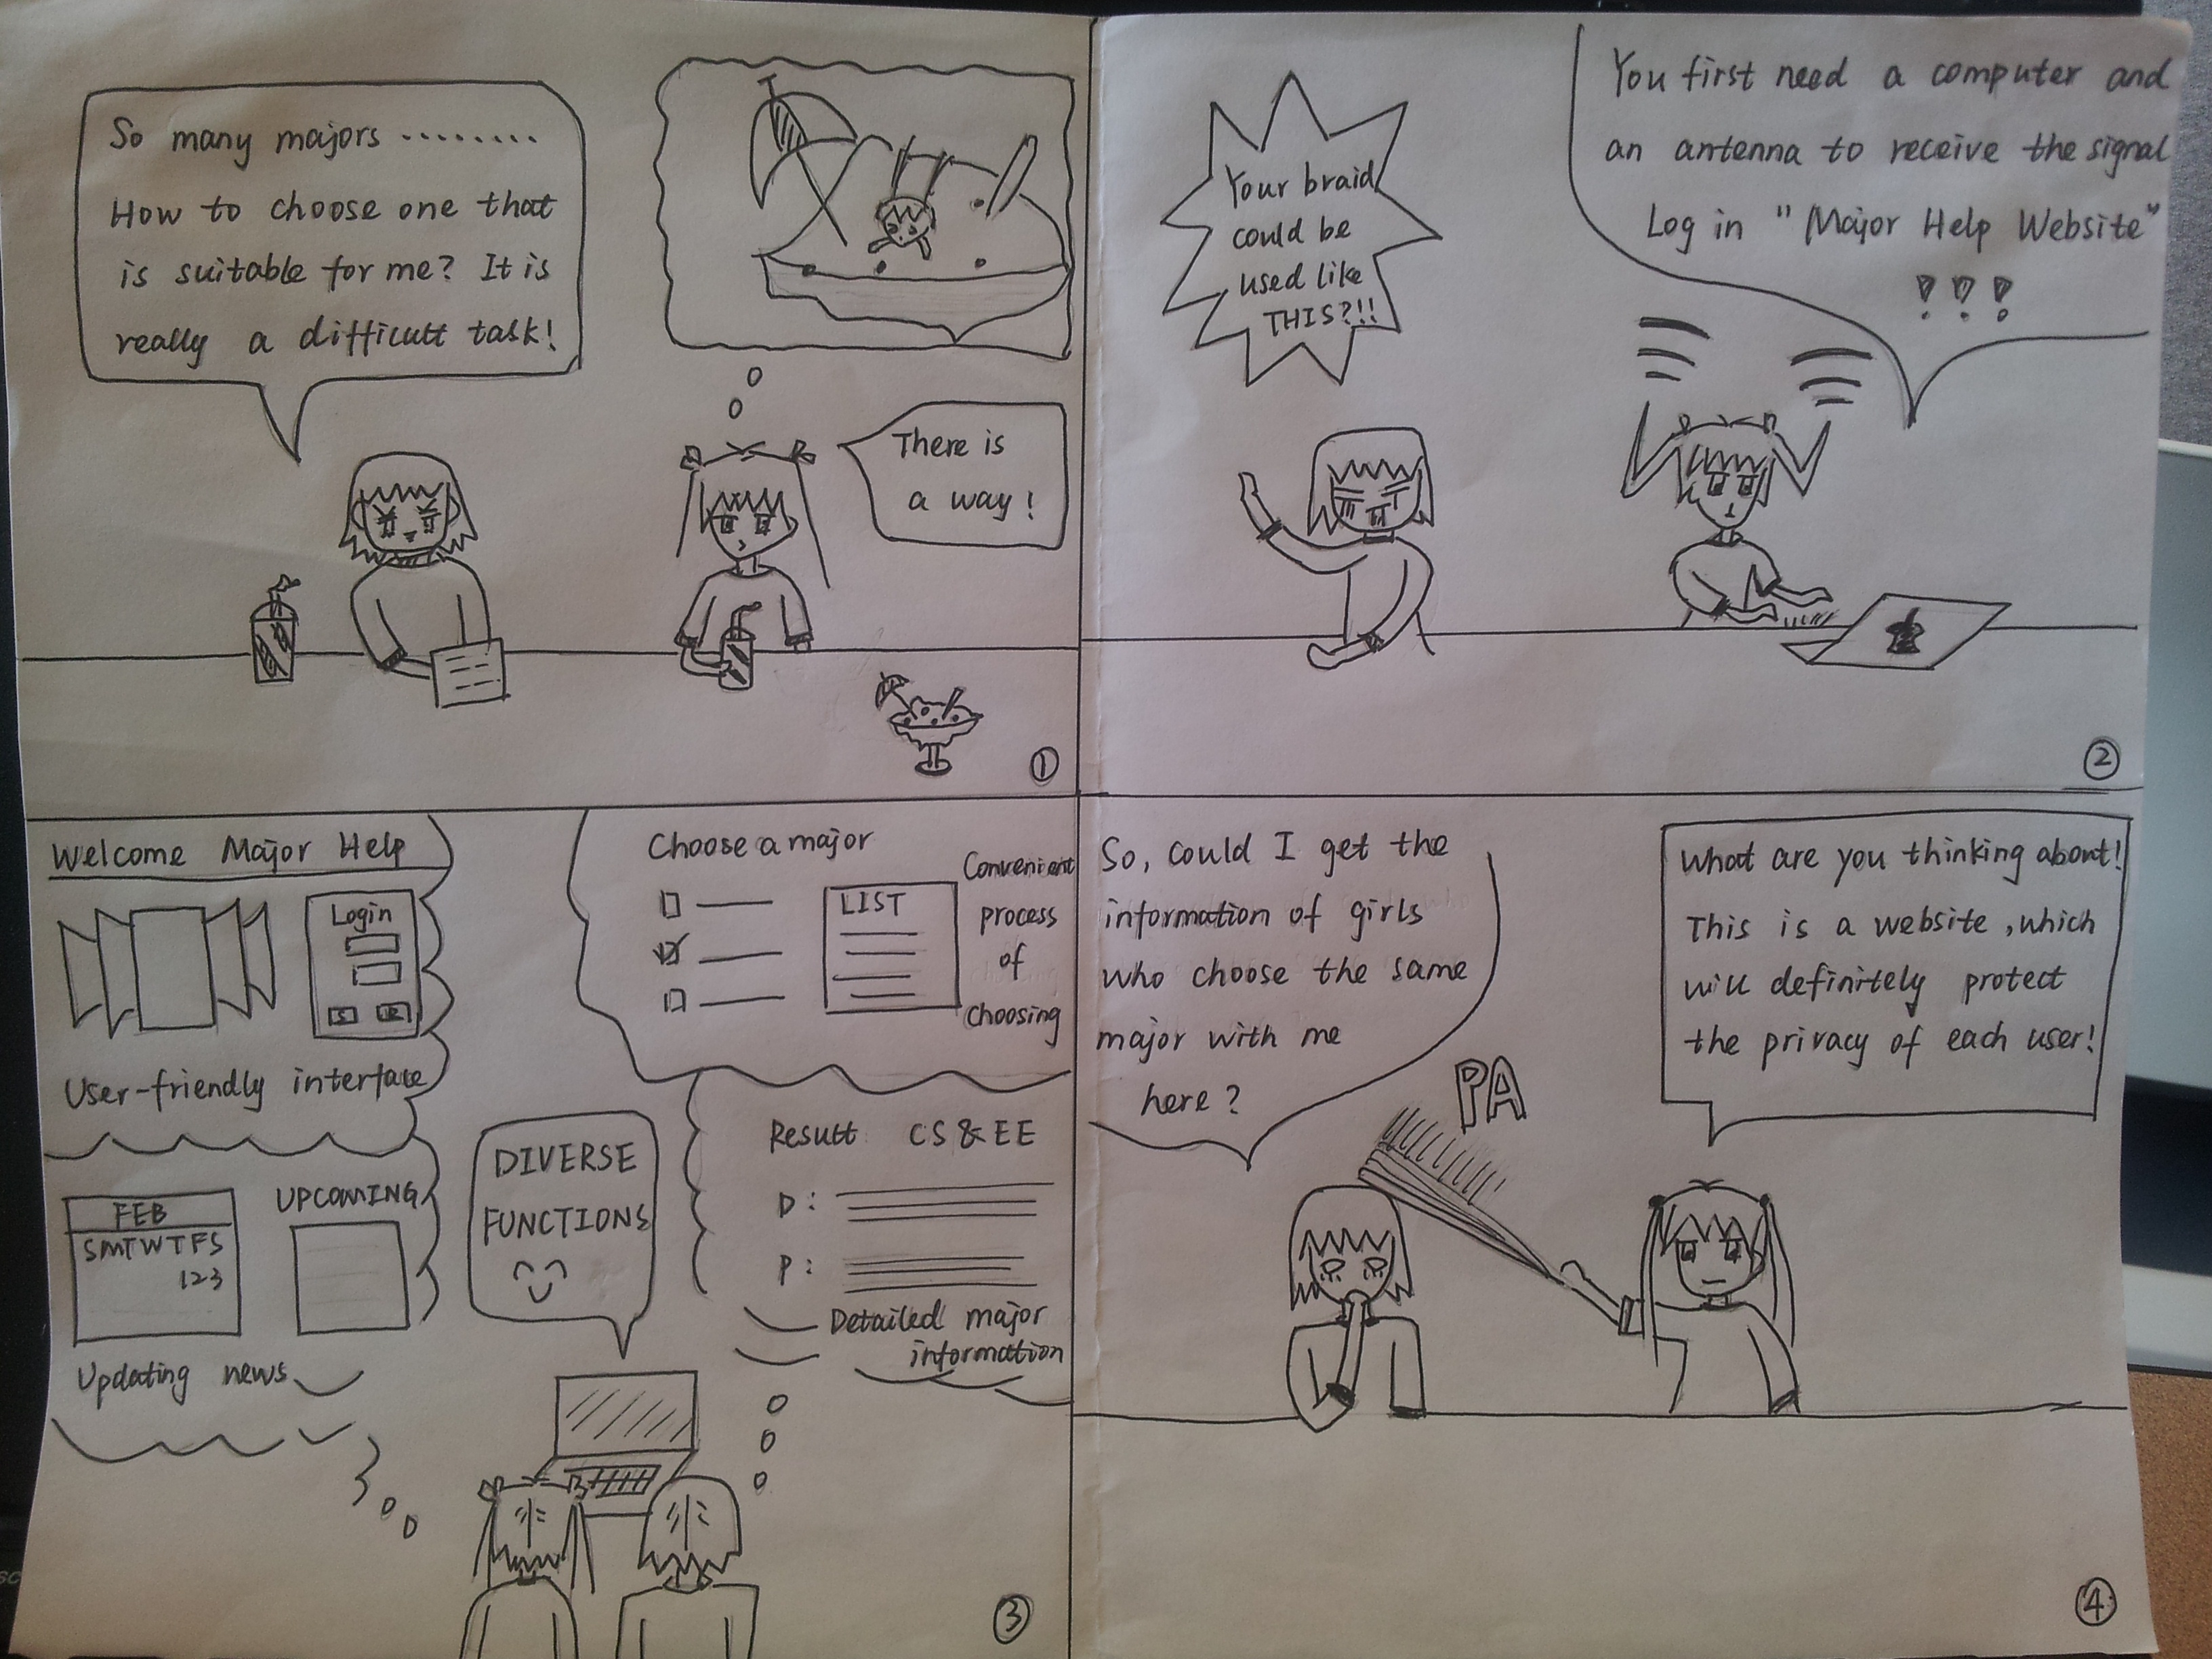 So many majors ........
How to choose one that
is suitable for me? It is
really a difficult task!
There is
a way!
①
Your braid
could be
used like
THIS?!!
You first need a computer and
an antenna to receive the signal
Log in "Major Help Website"
!!!
②
Welcome Major Help
Login
User-friendly interface
Choose a major
LIST
Convenient
process
of
choosing
FEB
SMTWTFS
123
UPCOMING
Updating news
DIVERSE
FUNCTIONS
Result CS & EE
D:
P:
Detailed major
information
③
So, could I get the
information of girls
who choose the same
major with me
here?
PA
What are you thinking about!
This is a website, which
will definitely protect
the privacy of each user!
④